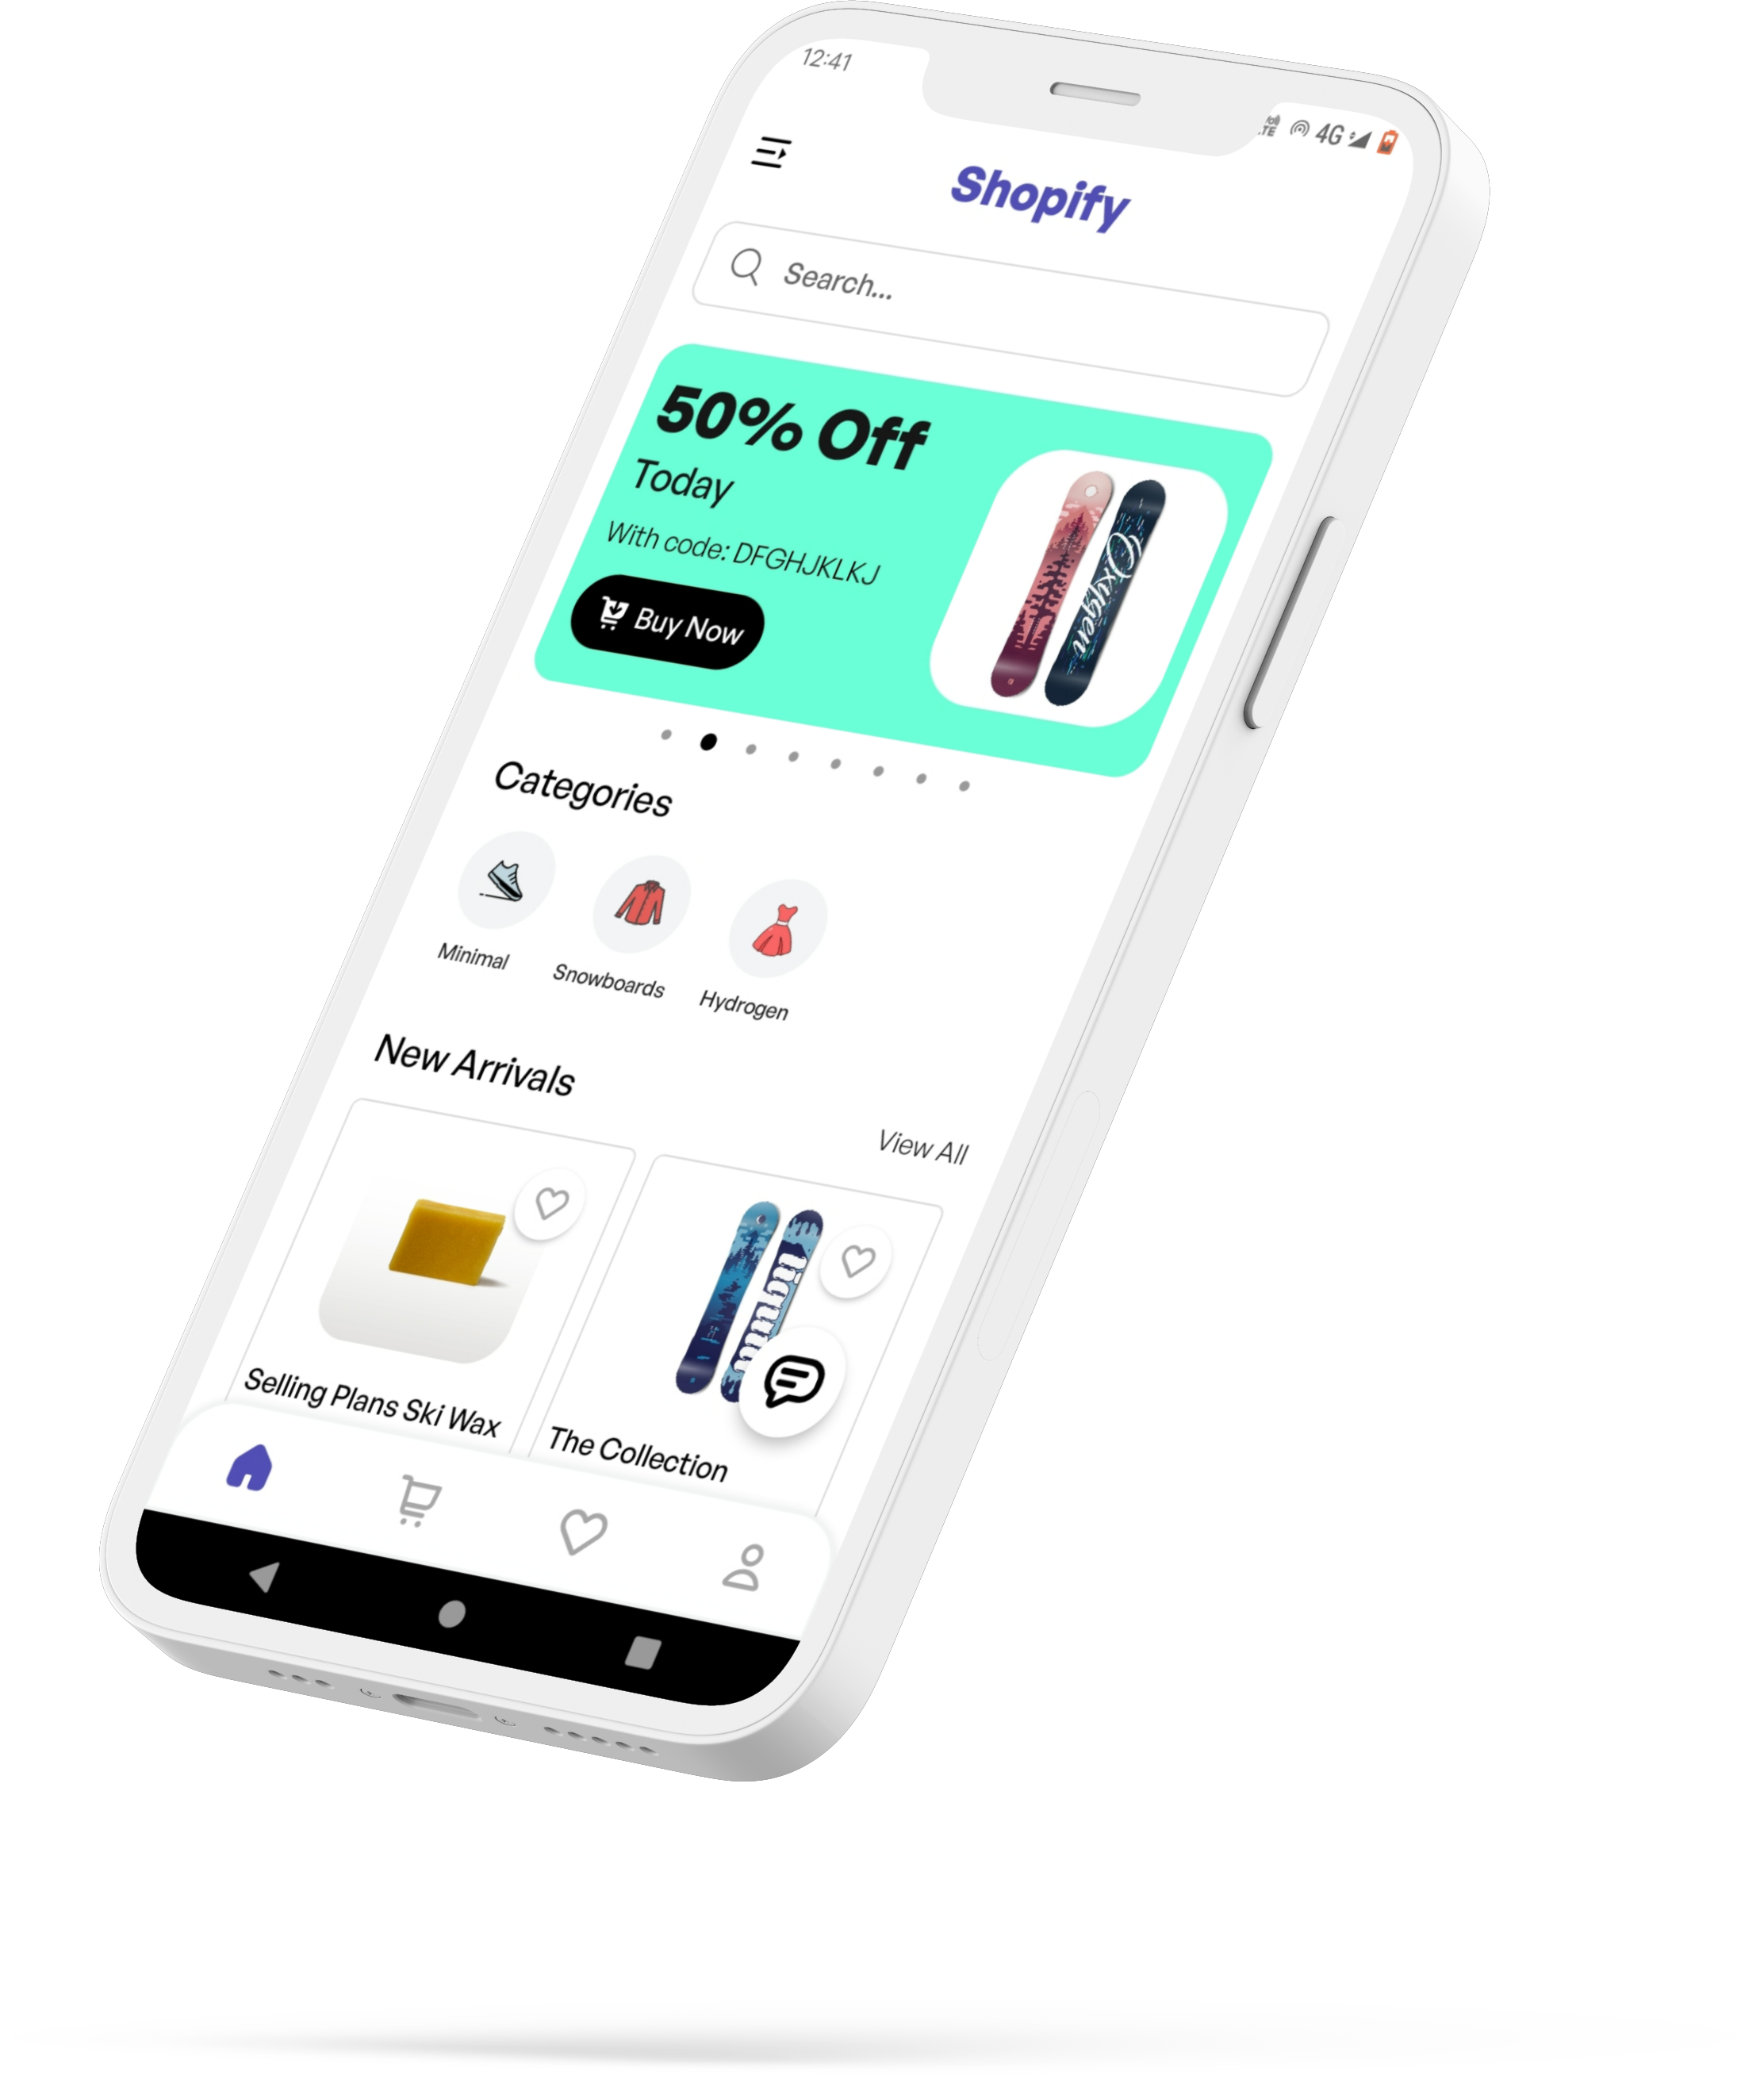 12:41
4G
Shopify
Search...
50% Off
Today
With code: DFGHJKLKJ
Oxygen
Buy Now
Categories
Minimal
Snowboards
Hydrogen
New Arrivals
View All
Selling Plans Ski Wax
The Collection